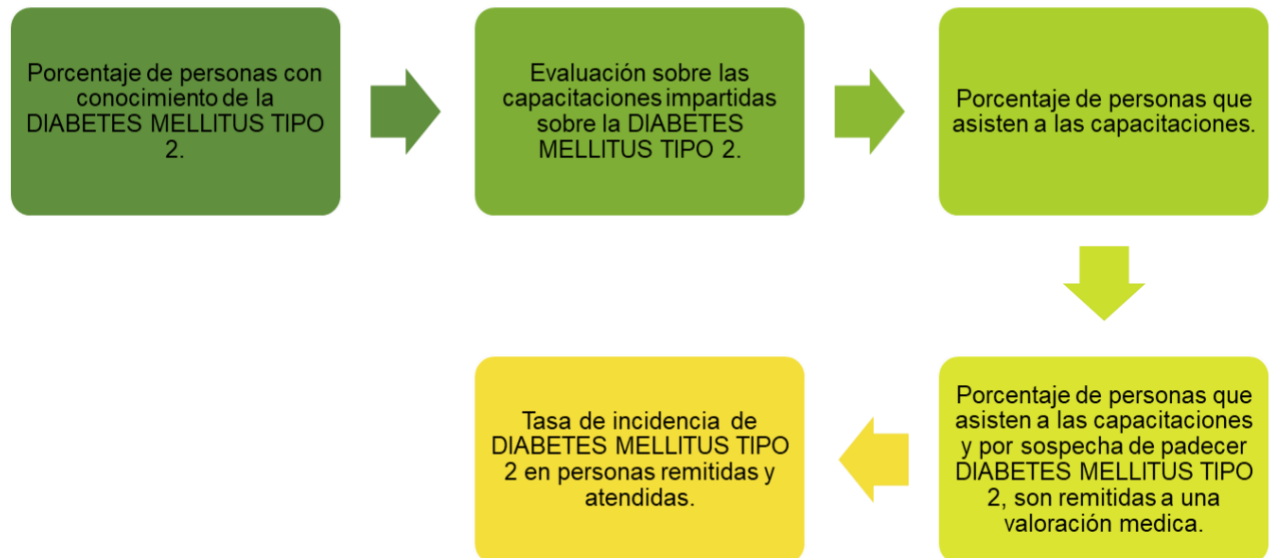 Porcentaje de personas con
conocimiento de la
DIABETES MELLITUS TIPO
2.
Evaluación sobre las
capacitaciones impartidas
sobre la DIABETES
MELLITUS TIPO 2.
Porcentaje de personas que
asisten a las capacitaciones.
Porcentaje de personas que
asisten a las capacitaciones
y por sospecha de padecer
DIABETES MELLITUS TIPO
2, son remitidas a una
valoración medica.
Tasa de incidencia de
DIABETES MELLITUS TIPO
2 en personas remitidas y
atendidas.